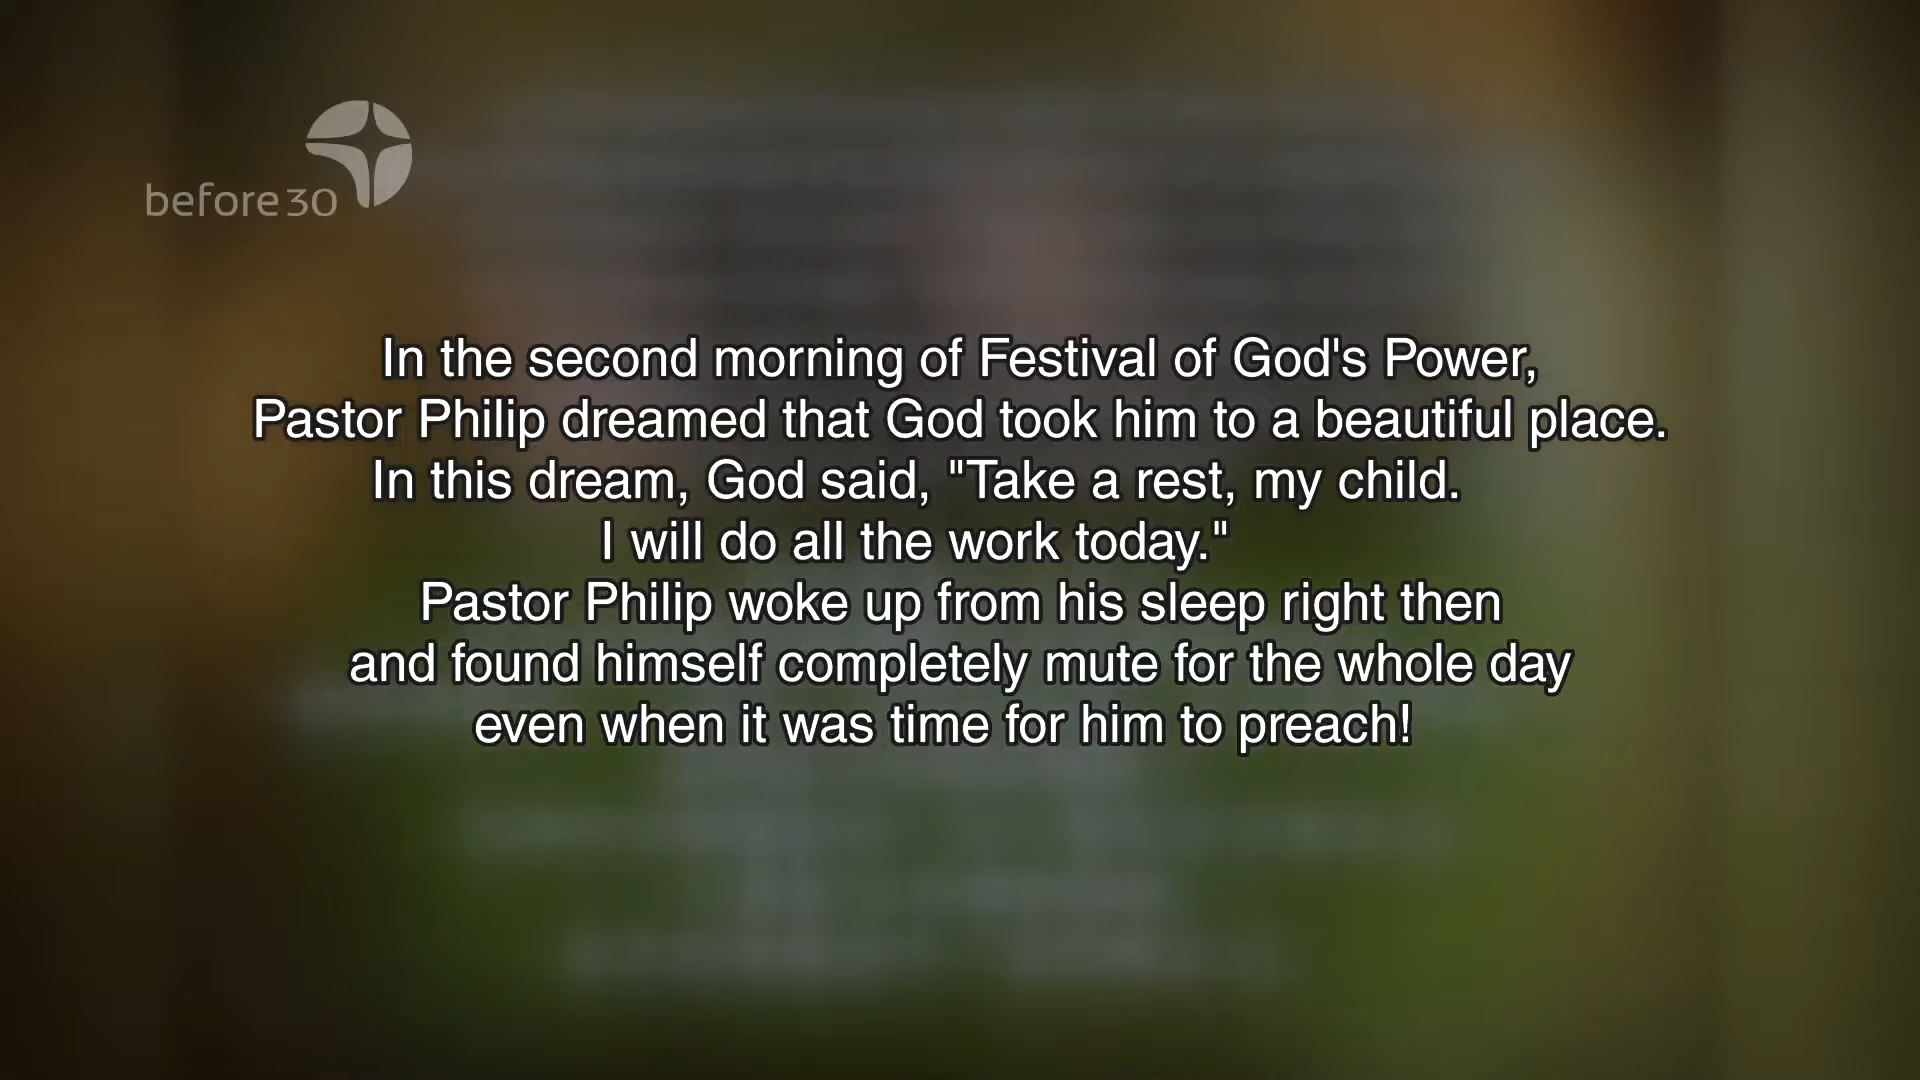 before30
In the second morning of Festival of God's Power,
Pastor Philip dreamed that God took him to a beautiful place.
In this dream, God said, "Take a rest, my child.
I will do all the work today."
Pastor Philip woke up from his sleep right then
and found himself completely mute for the whole day
even when it was time for him to preach!